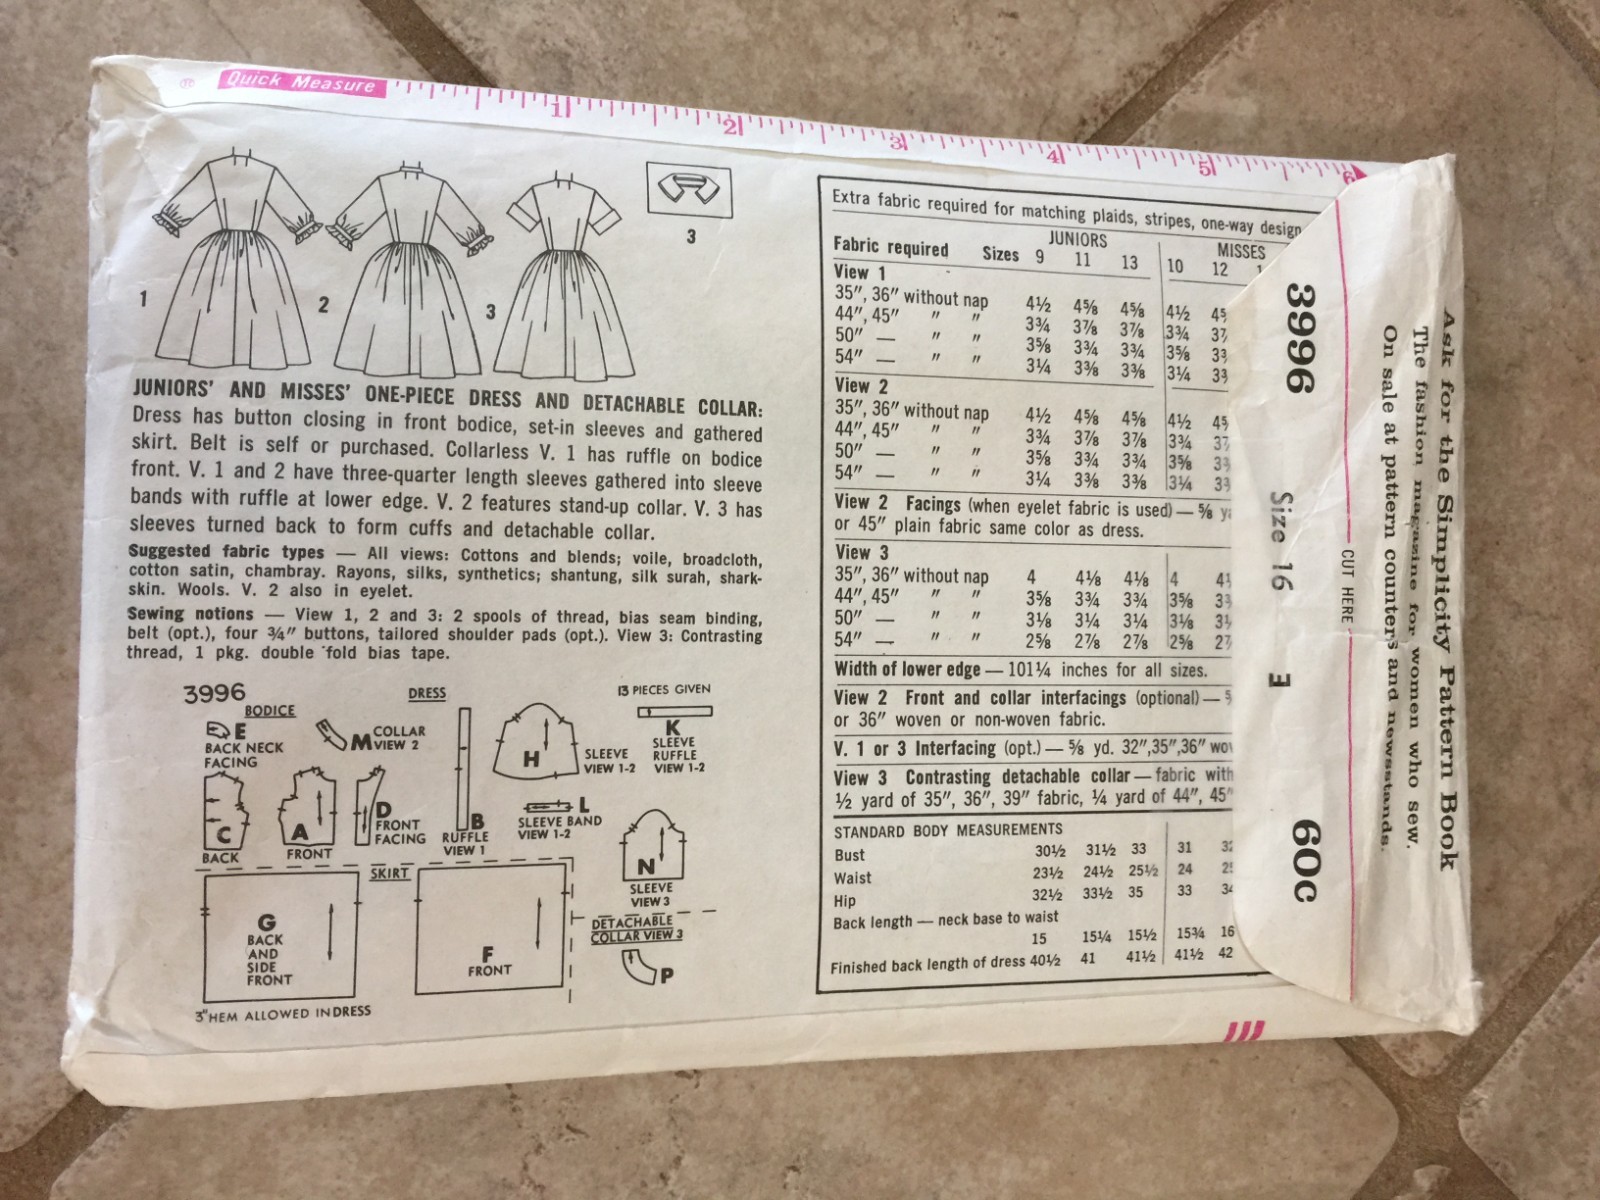 Quick Measure
1 2 3 4 5 6
1
2
3
3
JUNIORS' AND MISSES' ONE-PIECE DRESS AND DETACHABLE COLLAR:
Dress has button closing in front bodice, set-in sleeves and gathered
skirt. Belt is self or purchased. Collarless V. 1 has ruffle on bodice
front. V. 1 and 2 have three-quarter length sleeves gathered into sleeve
bands with ruffle at lower edge. V. 2 features stand-up collar. V. 3 has
sleeves turned back to form cuffs and detachable collar.
Suggested fabric types — All views: Cottons and blends; voile, broadcloth,
cotton satin, chambray. Rayons, silks, synthetics; shantung, silk surah, shark-
skin. Wools. V. 2 also in eyelet.
Sewing notions — View 1, 2 and 3: 2 spools of thread, bias seam binding,
belt (opt.), four ¾" buttons, tailored shoulder pads (opt.). View 3: Contrasting
thread, 1 pkg. double fold bias tape.
3996
DRESS
13 PIECES GIVEN
BODICE
E
BACK NECK
FACING
M COLLAR
VIEW 2
H
SLEEVE
VIEW 1-2
K
SLEEVE
RUFFLE
VIEW 1-2
C
BACK
A
FRONT
D
FRONT
FACING
B
RUFFLE
VIEW 1
L
SLEEVE BAND
VIEW 1-2
N
SLEEVE
VIEW 3
SKIRT
G
BACK
AND
SIDE
FRONT
F
FRONT
DETACHABLE
COLLAR VIEW 3
P
3" HEM ALLOWED IN DRESS
Extra fabric required for matching plaids, stripes, one-way design
JUNIORS MISSES
Fabric required Sizes 9 11 13 10 12
View 1
35", 36" without nap 4½ 4⅝ 4⅝ 4½
44", 45" " " 3¾ 3⅞ 3⅞ 3¾
50" — " " 3⅝ 3¾ 3¾ 3⅝
54" — " " 3¼ 3⅜ 3⅜ 3¼
View 2
35", 36" without nap 4½ 4⅝ 4⅝ 4½
44", 45" " " 3¾ 3⅞ 3⅞ 3¾
50" — " " 3⅝ 3¾ 3¾ 3⅝
54" — " " 3¼ 3⅜ 3⅜ 3¼
View 2 Facings (when eyelet fabric is used) — ⅝
or 45" plain fabric same color as dress.
View 3
35", 36" without nap 4 4⅛ 4⅛ 4
44", 45" " " 3⅝ 3¾ 3¾ 3⅝
50" — " " 3⅛ 3¼ 3¼ 3⅛
54" — " " 2⅝ 2⅞ 2⅞ 2⅝
Width of lower edge — 101¼ inches for all sizes.
View 2 Front and collar interfacings (optional) —
or 36" woven or non-woven fabric.
V. 1 or 3 Interfacing (opt.) — ⅝ yd. 32",35",36"
View 3 Contrasting detachable collar — fabric with
½ yard of 35", 36", 39" fabric, ¼ yard of 44", 45"
STANDARD BODY MEASUREMENTS
Bust 30½ 31½ 33 31
Waist 23½ 24½ 25½ 24
Hip 32½ 33½ 35 33
Back length — neck base to waist
15 15¼ 15½ 15¾ 16
Finished back length of dress 40½ 41 41½ 41½ 42
3996
Size 16
E
60c
CUT HERE
Ask for the Simplicity Pattern Book
The fashion magazine for women who sew.
On sale at pattern counters and newsstands.